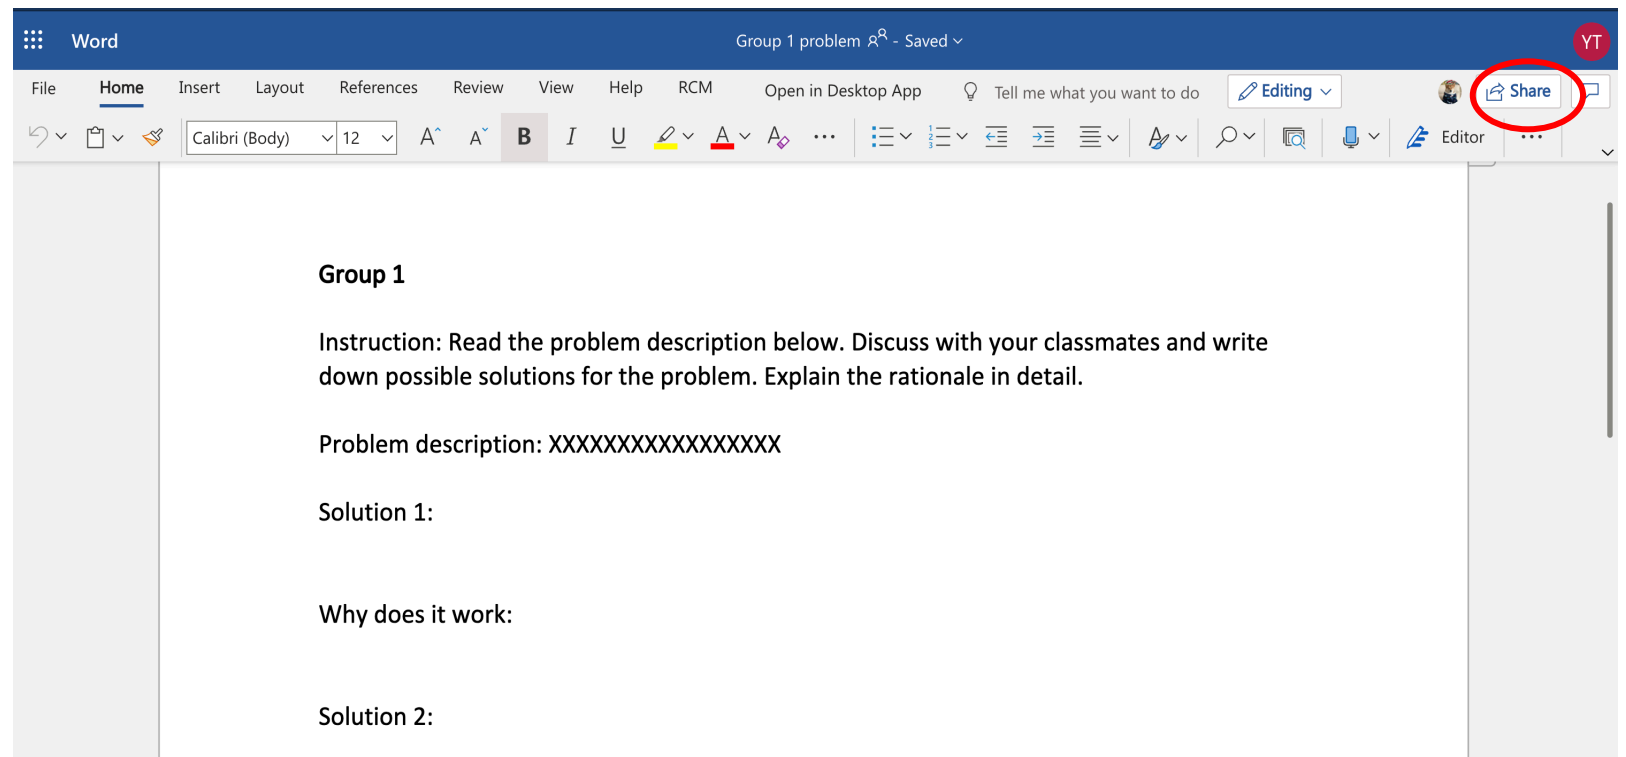 Word
Group 1 problem - Saved
YT
File Home Insert Layout References Review View Help RCM Open in Desktop App Tell me what you want to do Editing Share
Calibri (Body) 12 A A B I U A A 1 2 3 A Editor
Group 1
Instruction: Read the problem description below. Discuss with your classmates and write
down possible solutions for the problem. Explain the rationale in detail.
Problem description: XXXXXXXXXXXXXXXXX
Solution 1:
Why does it work:
Solution 2: